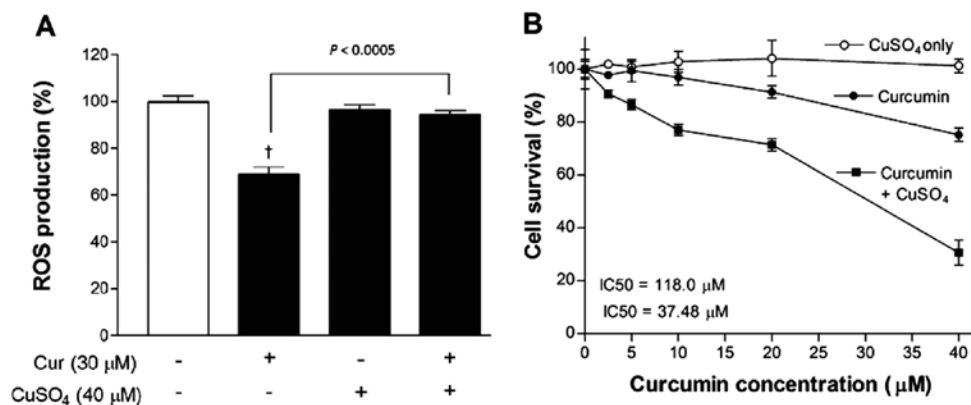 A
P < 0.0005
120
100
80
60
40
20
0
ROS production (%)
†
Cur (30 μM) - + - +
CuSO₄ (40 μM) - - + +
B
CuSO₄ only
Curcumin
Curcumin
+ CuSO₄
100
80
60
40
20
0
Cell survival (%)
IC50 = 118.0 μM
IC50 = 37.48 μM
0 5 10 15 20 25 30 35 40
Curcumin concentration (μM)